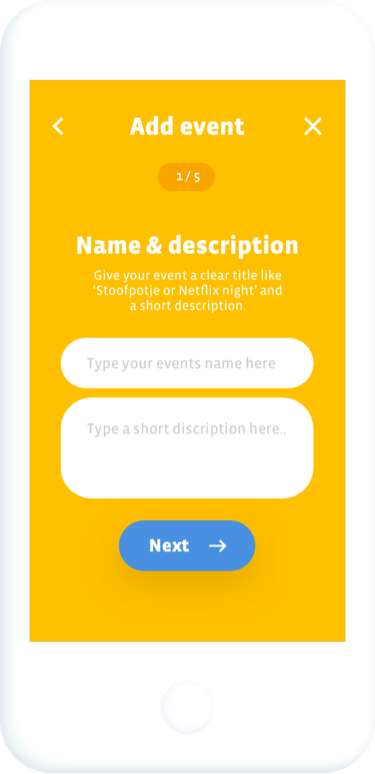 Add event
1 / 5
Name & description
Give your event a clear title like
‘Stoofpotje or Netflix night’ and
a short description.
Type your events name here
Type a short discription here..
Next